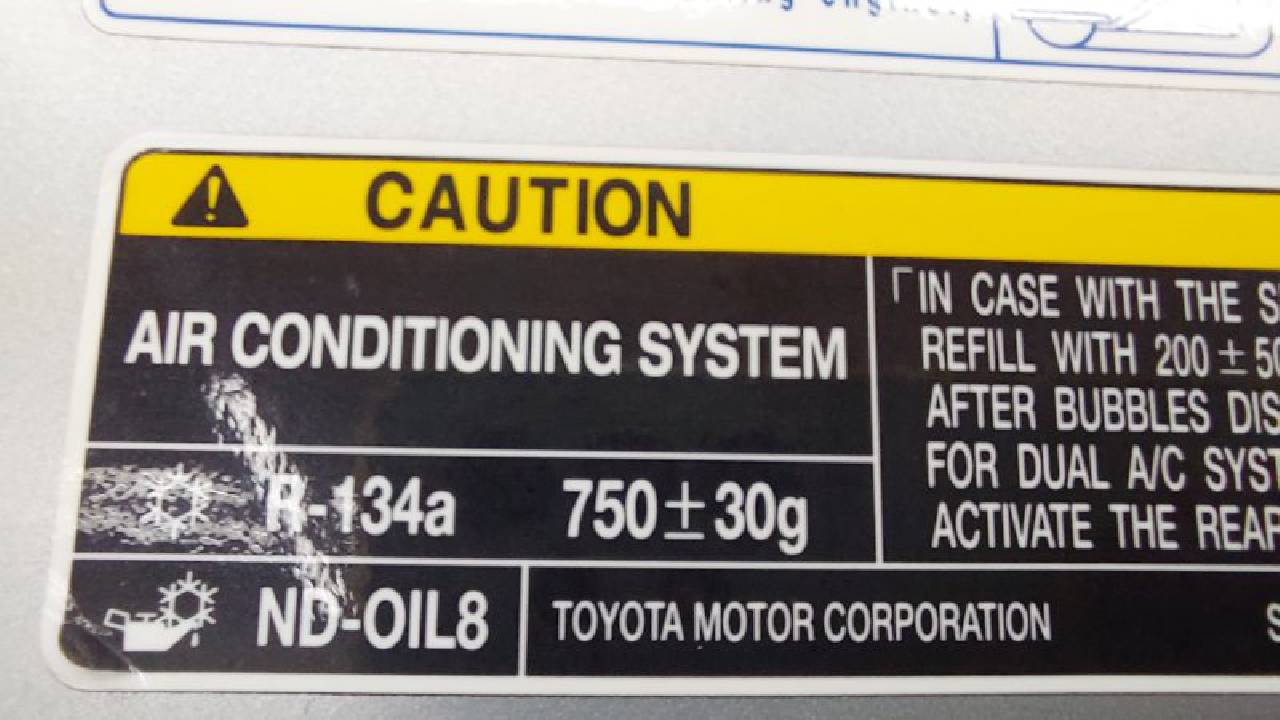 CAUTION
AIR CONDITIONING SYSTEM
R-134a 750±30g
ND-OIL8
「IN CASE WITH THE
REFILL WITH 200 ± 50
AFTER BUBBLES
FOR DUAL A/C
ACTIVATE THE
TOYOTA MOTOR CORPORATION